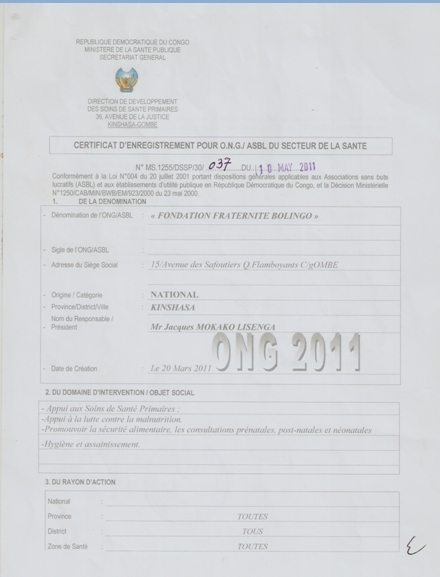 REPUBLIQUE DEMOCRATIQUE DU CONGO
MINISTERE DE LA SANTE PUBLIQUE
SECRETARIAT GENERAL
DIRECTION DE DEVELOPPEMENT
DES SOINS DE SANTE PRIMAIRES
36, AVENUE DE LA JUSTICE
KINSHASA-GOMBE
CERTIFICAT D'ENREGISTREMENT POUR O.N.G./ ASBL DU SECTEUR DE LA SANTE
N° MS.1255/DSSP/30/ 037 DU 10 MAY 2011
Conformément à la Loi N°004 du 20 juillet 2001 portant dispositions générales applicables aux Associations sans buts
lucratifs (ASBL) et aux établissements d'utilité publique en République Démocratique du Congo, et la Décision Ministérielle
N°1250/CAB/MIN/BWB/EM/923/2000 du 23 mai 2000.
1. DE LA DENOMINATION
- Dénomination de l'ONG/ASBL : « FONDATION FRATERNITE BOLINGO »
- Sigle de l'ONG/ASBL :
- Adresse du Siège Social : 15/Avenue des Safoutiers Q.Flamboyants C/gOMBE
- Origine / Catégorie : NATIONAL
- Province/District/Ville : KINSHASA
- Nom du Responsable /
Président : Mr Jacques MOKAKO LISENGA
ONG 2011
- Date de Création : Le 20 Mars 2011
2. DU DOMAINE D'INTERVENTION / OBJET SOCIAL
-Appui aux Soins de Santé Primaires ;
-Appui à la lutte contre la malnutrition.
-Promouvoir la sécurité alimentaire, les consultations prénatales, post-natales et néonatales
-Hygiène et assainissement.
3. DU RAYON D'ACTION
National :
Province : TOUTES
District : TOUS
Zone de Santé : TOUTES